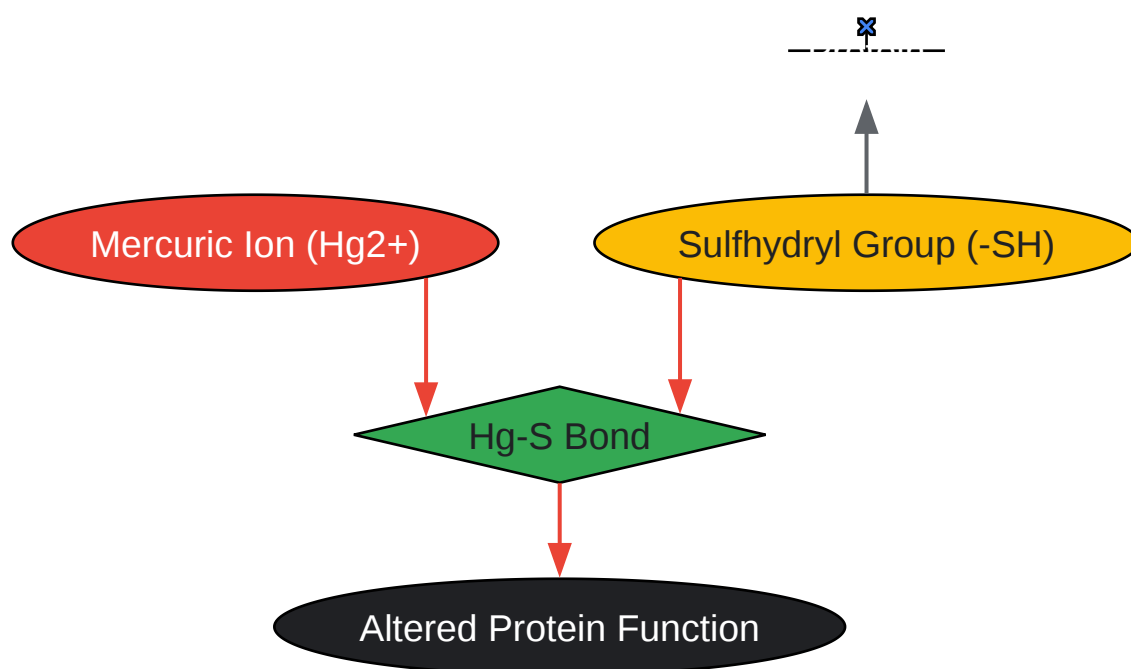 Mercuric Ion (Hg2+)
Sulfhydryl Group (-SH)
Hg-S Bond
Altered Protein Function